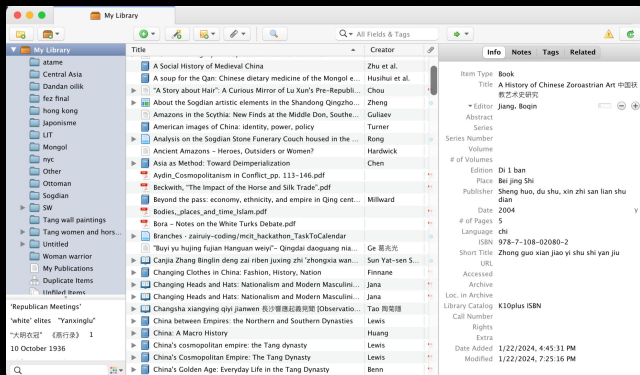 My Library
All Fields & Tags
My Library
atame
Central Asia
Dandan oilik
fez final
hong kong
Japonisme
LIT
Mongol
nyc
Other
Ottoman
Sogdian
SW
Tang wall paintings
Tang women and hors...
Untitled
Woman warrior
My Publications
Duplicate Items
Unfiled Items
'Republican Meetings'
'white' elites "Yanxinglu"
"大明衣冠" 《燕行录》 1
10 October 1936
Title Creator
A Social History of Medieval China Zhu et al.
A soup for the Qan: Chinese dietary medicine of the Mongol e... Husihui et al.
"A Story about Hair": A Curious Mirror of Lu Xun's Pre-Republi... Chou
About the Sogdian artistic elements in the Shandong Qingzho... Zheng
Amazons in the Scythia: New Finds at the Middle Don, Southe... Guliaev
American images of China: identity, power, policy Turner
Analysis on the Sogdian Stone Funerary Couch housed in the ... Rong
Ancient Amazons - Heroes, Outsiders or Women? Hardwick
Asia as Method: Toward Deimperialization Chen
Aydin_Cosmopolitanism in Conflict_pp. 113-146.pdf
Beckwith, "The Impact of the Horse and Silk Trade".pdf
Beyond the pass: economy, ethnicity, and empire in Qing cent... Millward
Bodies,_places_and_time_Islam.pdf
Bora - Notes on the White Turks Debate.pdf
Branches · zairuiy-coding/mcit_hackathon_TaskToCalendar
"Buyi yu hujing fujian Hanguan weiyi"- Qingdai daoguang nia... Ge 葛兆光
Canjia Zhang Binglin deng zai riben juxing zhi 'zhongxia wan... Sun Yat-sen S...
Changing Clothes in China: Fashion, History, Nation Finnane
Changing Heads and Hats: Nationalism and Modern Masculini... Jana
Changing Heads and Hats: Nationalism and Modern Masculini... Jana
Changsha xiangying qiyi jianwen 長沙響應起義見聞 [Observatio... Tao 陶菊隱
China between Empires: the Northern and Southern Dynasties Lewis
China: A Macro History Huang
China's cosmopolitan empire: the Tang dynasty Lewis
China's Cosmopolitan Empire: The Tang Dynasty Lewis
China's Golden Age: Everyday Life in the Tang Dynasty Benn
Info Notes Tags Related
Item Type Book
Title A History of Chinese Zoroastrian Art 中国祆
教艺术史研究
Editor Jiang, Boqin
Abstract
Series
Series Number
Volume
# of Volumes
Edition Di 1 ban
Place Bei jing Shi
Publisher Sheng huo, du shu, xin zhi san lian shu
dian
Date 2004 y
# of Pages 5
Language chi
ISBN 978-7-108-02080-2
Short Title Zhong guo xian jiao yi shu shi yan jiu
URL
Accessed
Archive
Loc. in Archive
Library Catalog K10plus ISBN
Call Number
Rights
Extra
Date Added 1/22/2024, 4:45:31 PM
Modified 1/22/2024, 7:25:16 PM